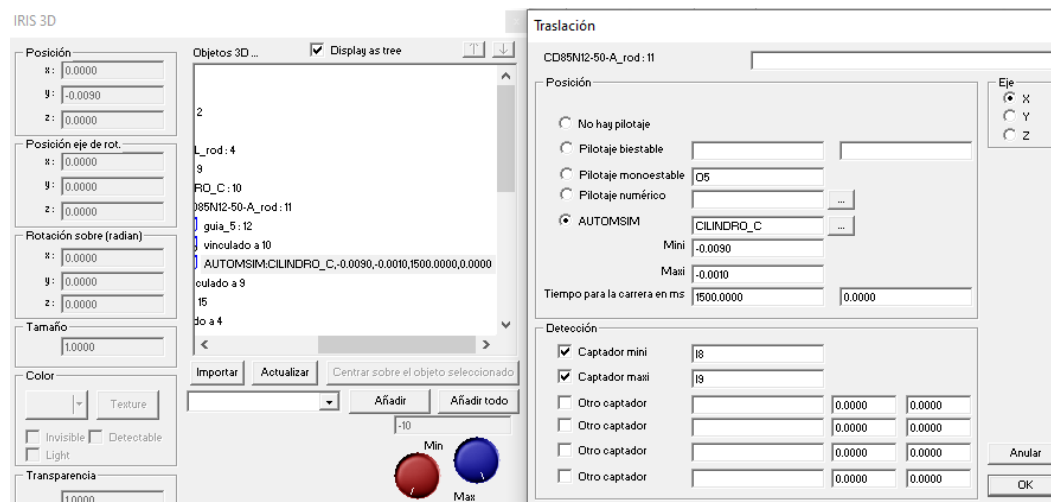 IRIS 3D
Posición
x: 0.0000
y: -0.0090
z: 0.0000
Posición eje de rot.
x: 0.0000
y: 0.0000
z: 0.0000
Rotación sobre (radian)
x: 0.0000
y: 0.0000
z: 0.0000
Tamaño
1.0000
Color
Texture
Invisible Detectable
Light
Transparencia
1.0000
Objetos 3D ... Display as tree
2
L_rod : 4
9
RO_C : 10
D85N12-50-A_rod : 11
guia_5 : 12
vinculado a 10
AUTOMSIM:CILINDRO_C,-0.0090,-0.0010,1500.0000,0.0000
culado a 9
15
do a 4
Importar Actualizar Centrar sobre el objeto seleccionado
Añadir Añadir todo
-10
Min
Max
Traslación
CD85N12-50-A_rod : 11
Posición
No hay pilotaje
Pilotaje biestable
Pilotaje monoestable O5
Pilotaje numérico ...
AUTOMSIM CILINDRO_C ...
Mini -0.0090
Maxi -0.0010
Tiempo para la carrera en ms 1500.0000 0.0000
Eje
X
Y
Z
Detección
Captador mini I8
Captador maxi I9
Otro captador 0.0000 0.0000
Otro captador 0.0000 0.0000
Otro captador 0.0000 0.0000
Otro captador 0.0000 0.0000
Anular
OK